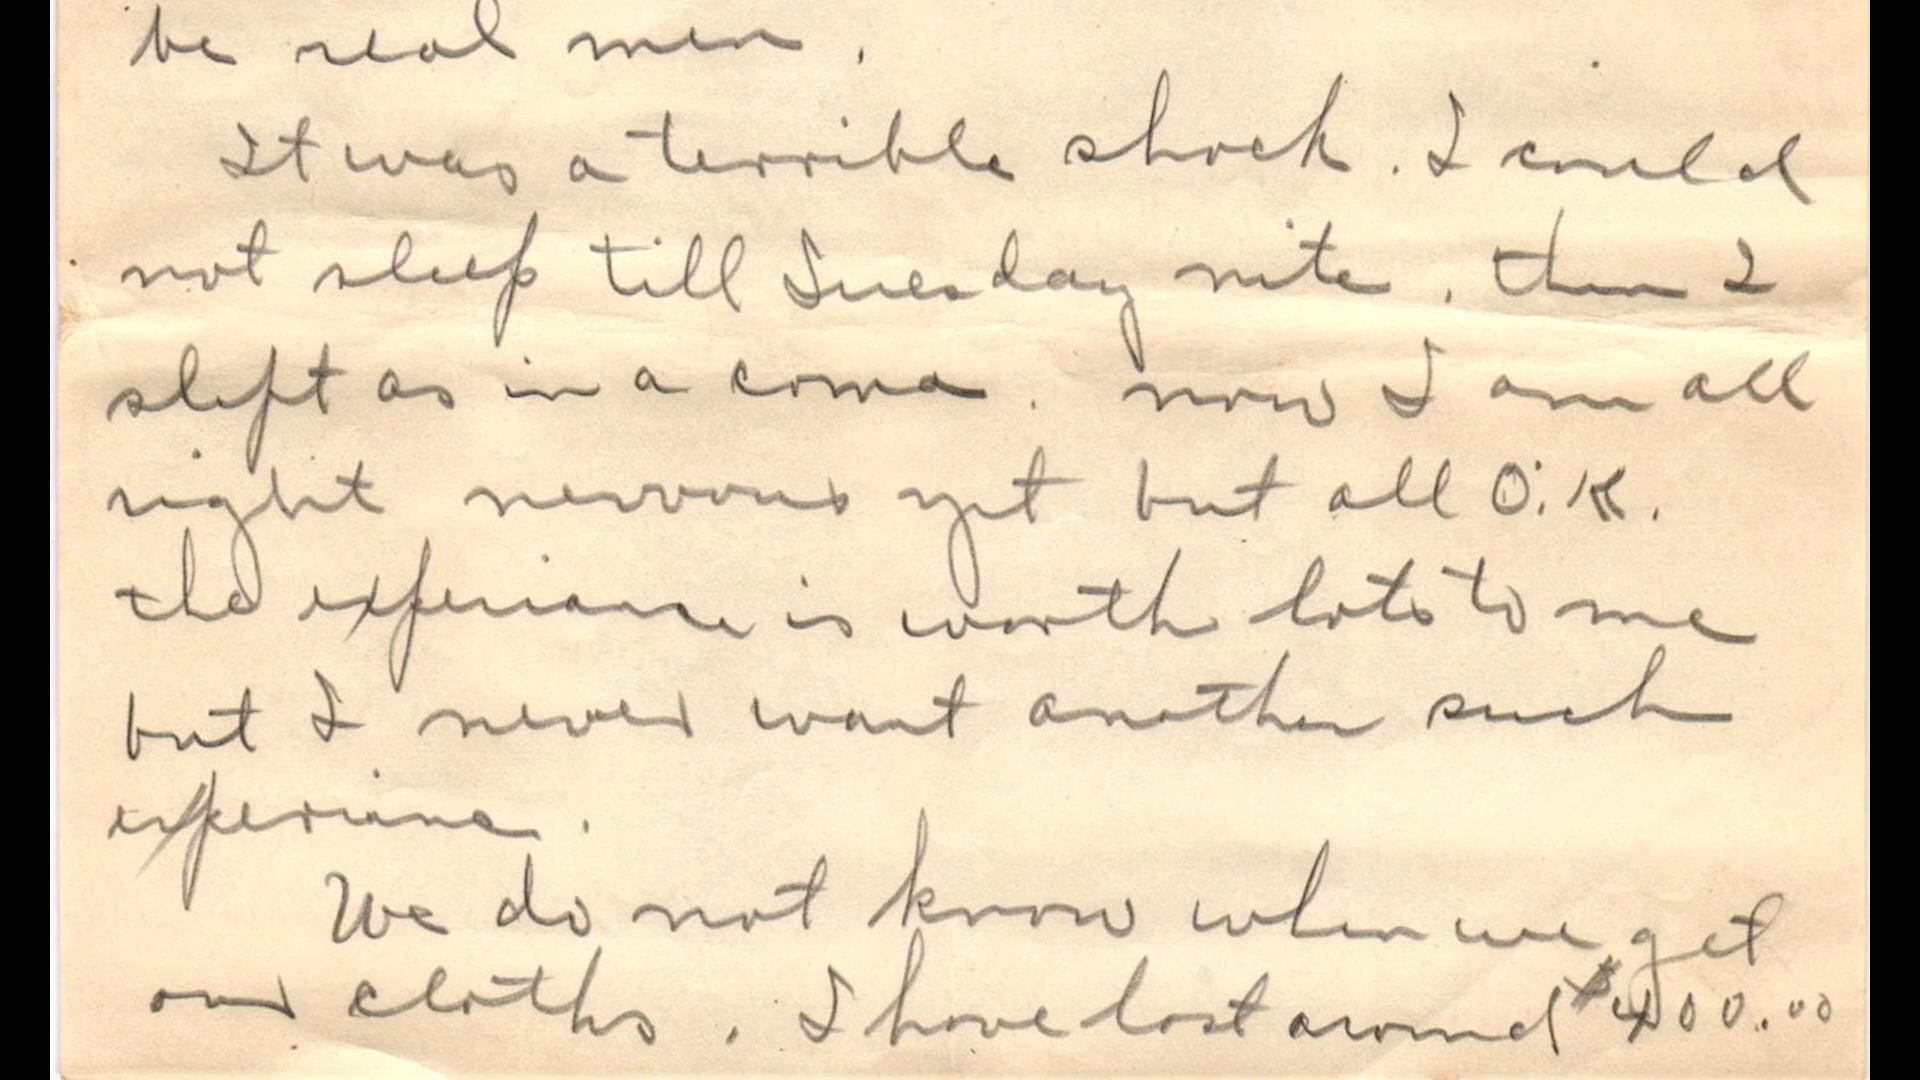 be real men.
It was a terrible shock. I could
not sleep till Tuesday nite, then I
slept as in a coma. now I am all
right nervous yet but all O.K.
the experiance is worth lots to me
but I never want another such
experiance.
We do not know when we get
our cloths. I have lost around $400.00